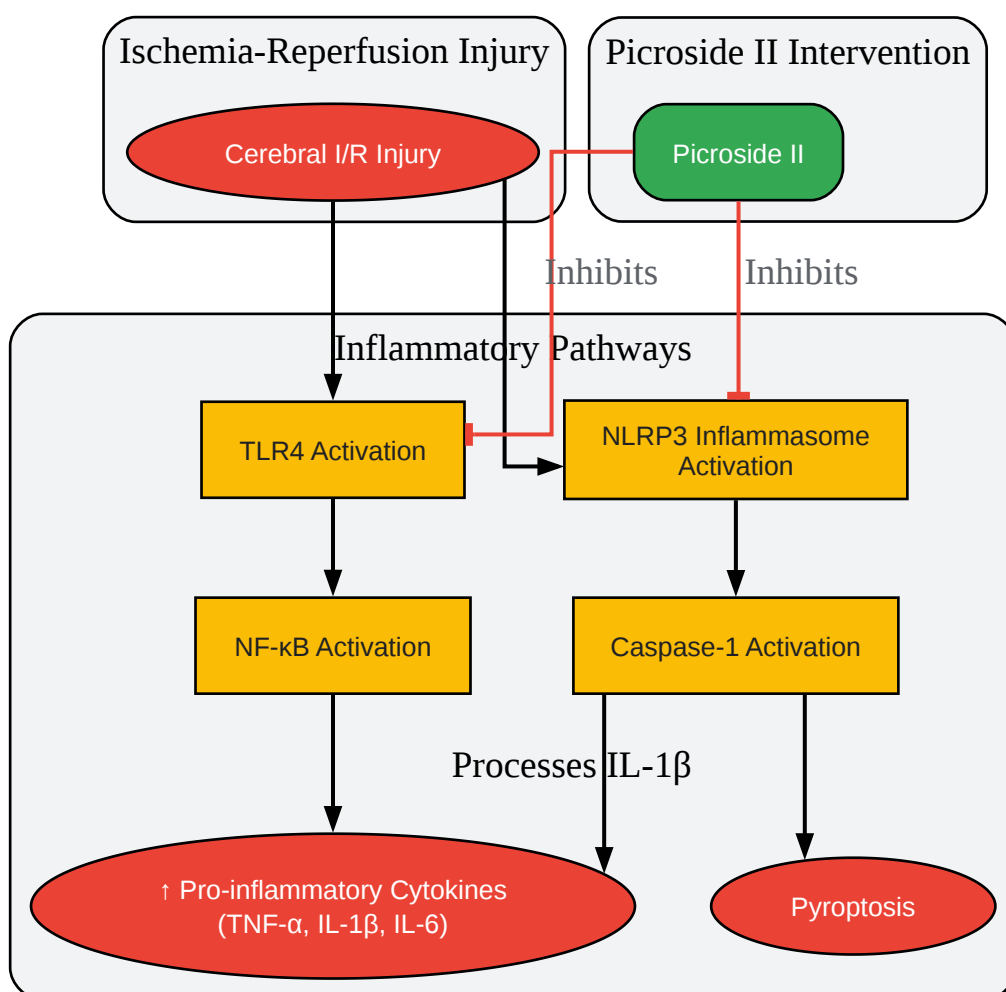 Ischemia-Reperfusion Injury
Picroside II Intervention
Cerebral I/R Injury
Picroside II
Inhibits
Inhibits
Inflammatory Pathways
TLR4 Activation
NLRP3 Inflammasome
Activation
NF-κB Activation
Caspase-1 Activation
Processes IL-1β
↑ Pro-inflammatory Cytokines
(TNF-α, IL-1β, IL-6)
Pyroptosis